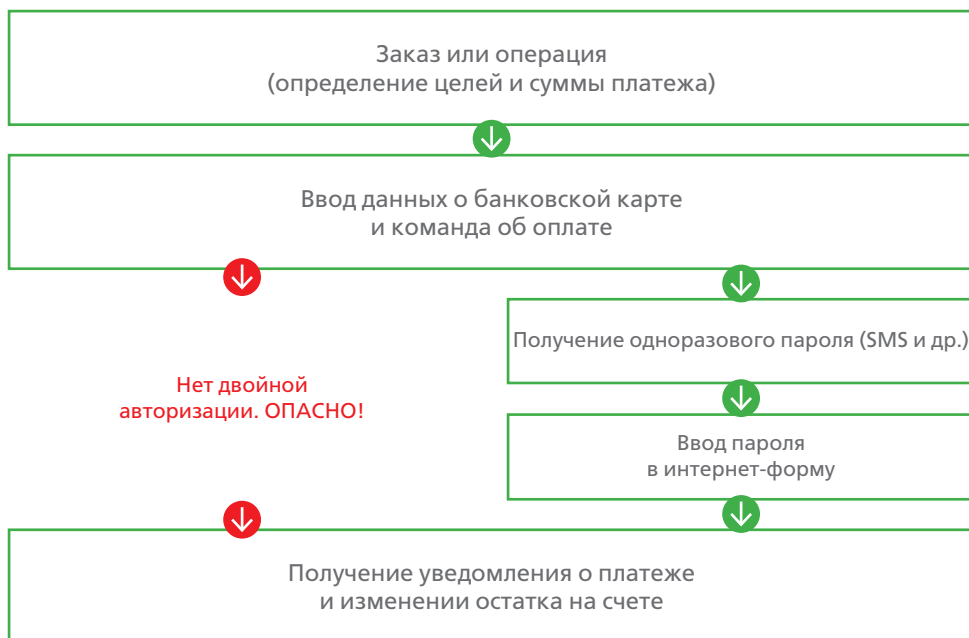 Заказ или операция
(определение целей и суммы платежа)
Ввод данных о банковской карте
и команда об оплате
Получение одноразового пароля (SMS и др.)
Нет двойной
авторизации. ОПАСНО!
Ввод пароля
в интернет-форму
Получение уведомления о платеже
и изменении остатка на счете